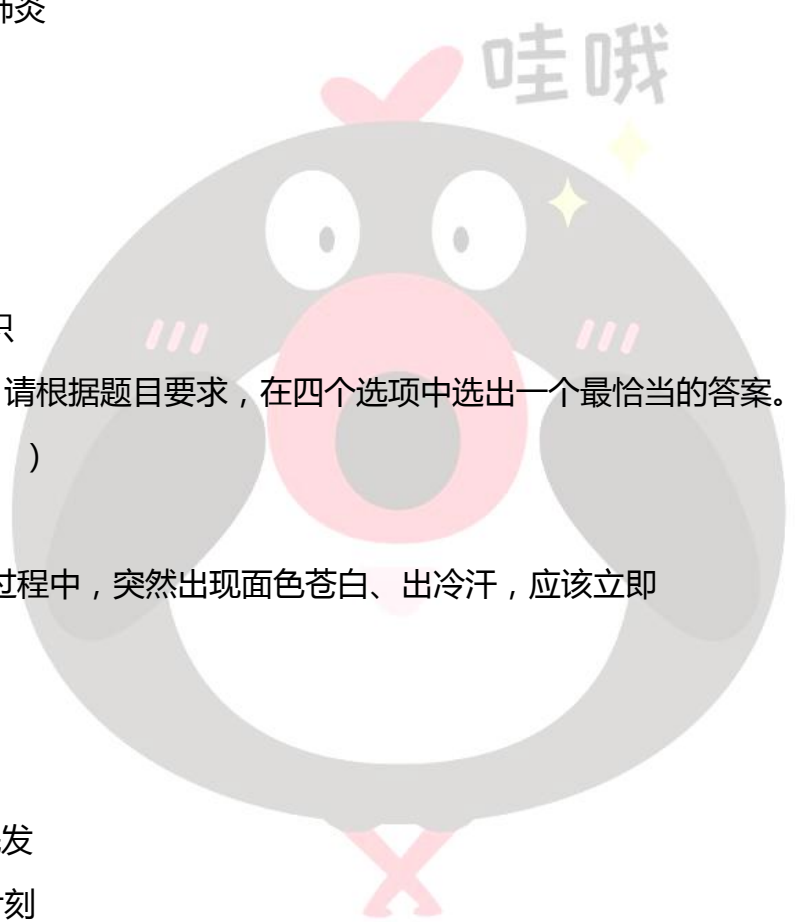 肺炎
哇哦
识
请根据题目要求，在四个选项中选出一个最恰当的答案。
）
过程中，突然出现面色苍白、出冷汗，应该立即
发
刻